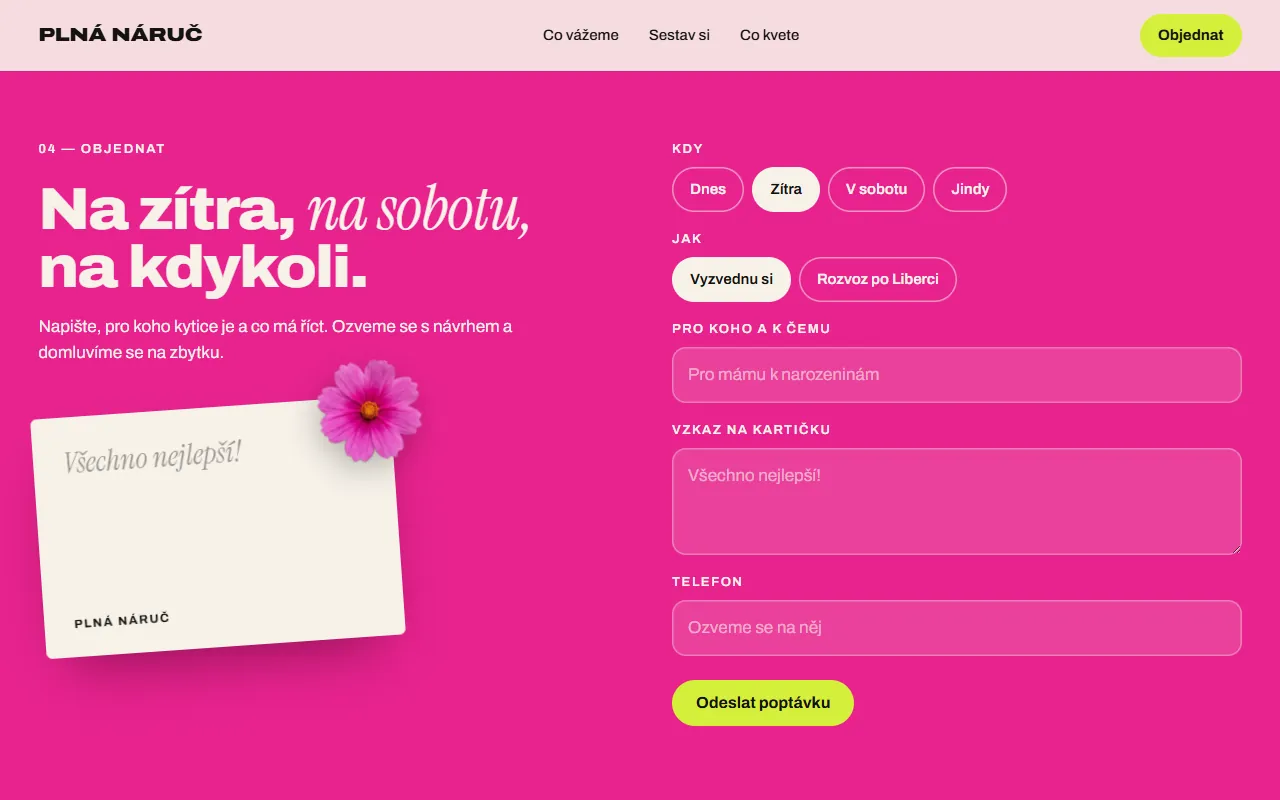 PLNÁ NÁRUČ
Co vážeme
Sestav si
Co kvete
Objednat
04 — OBJEDNAT
Na zítra, na sobotu,
na kdykoli.
Napište, pro koho kytice je a co má říct. Ozveme se s návrhem a
domluvíme se na zbytku.
Všechno nejlepší!
PLNÁ NÁRUČ
KDY
Dnes
Zítra
V sobotu
Jindy
JAK
Vyzvednu si
Rozvoz po Liberci
PRO KOHO A K ČEMU
Pro mámu k narozeninám
VZKAZ NA KARTIČKU
Všechno nejlepší!
TELEFON
Ozveme se na něj
Odeslat poptávku